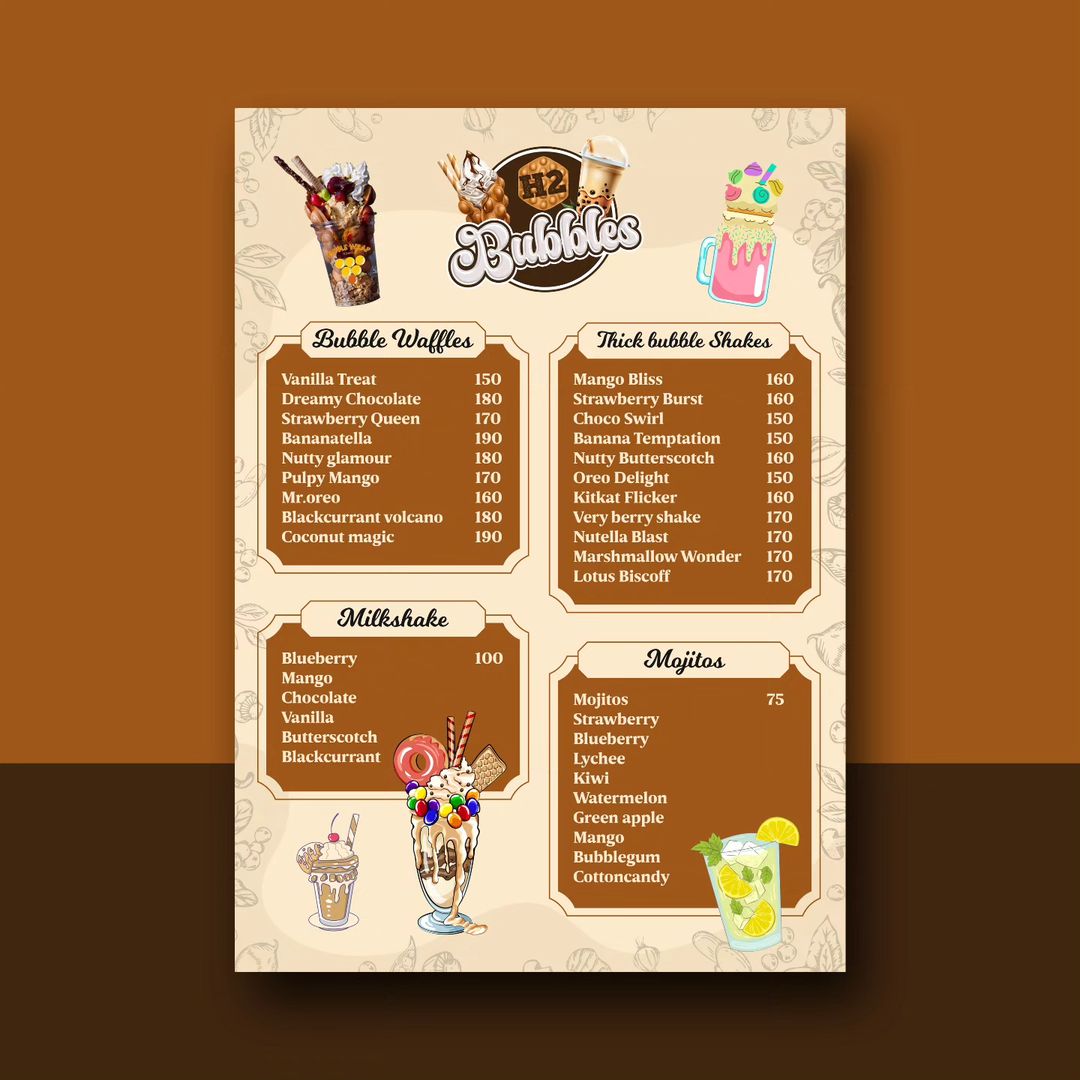 H2
Bubbles
Bubble Waffles
Vanilla Treat 150
Dreamy Chocolate 180
Strawberry Queen 170
Bananatella 190
Nutty glamour 180
Pulpy Mango 170
Mr.oreo 160
Blackcurrant volcano 180
Coconut magic 190
Thick bubble Shakes
Mango Bliss 160
Strawberry Burst 160
Choco Swirl 150
Banana Temptation 150
Nutty Butterscotch 160
Oreo Delight 150
Kitkat Flicker 160
Very berry shake 170
Nutella Blast 170
Marshmallow Wonder 170
Lotus Biscoff 170
Milkshake
Blueberry 100
Mango
Chocolate
Vanilla
Butterscotch
Blackcurrant
Mojitos
Mojitos 75
Strawberry
Blueberry
Lychee
Kiwi
Watermelon
Green apple
Mango
Bubblegum
Cottoncandy